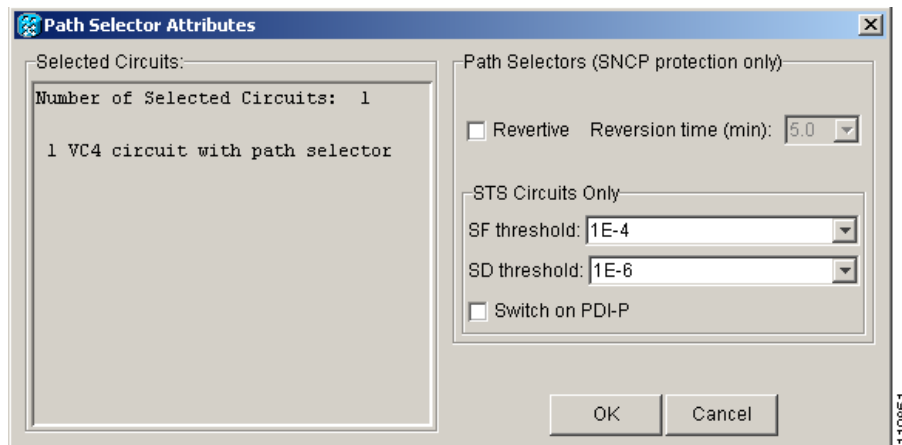 Path Selector Attributes
Selected Circuits:
Number of Selected Circuits: 1
1 VC4 circuit with path selector
Path Selectors (SNCP protection only)
Revertive Reversion time (min): 5.0
STS Circuits Only
SF threshold: 1E-4
SD threshold: 1E-6
Switch on PDI-P
OK Cancel